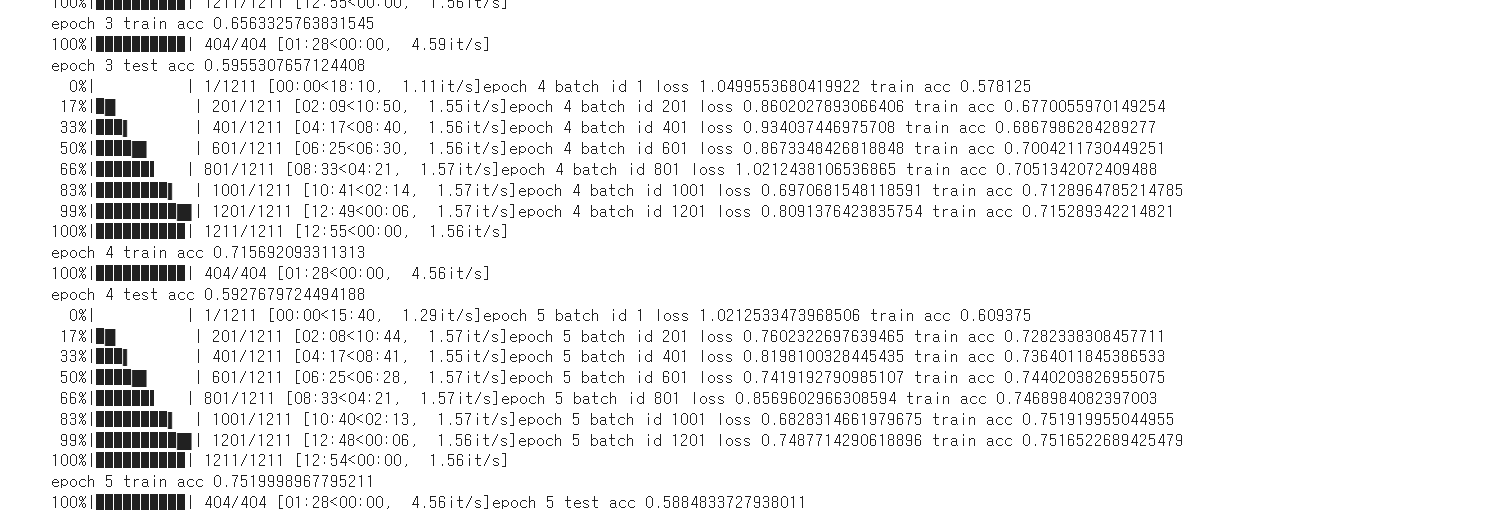 100%|██████████| 1211/1211 [12:55<00:00,  1.56it/s]
epoch 3 train acc 0.6563325763831545
100%|██████████| 404/404 [01:28<00:00,  4.59it/s]
epoch 3 test acc 0.5955307657124408
0%|          | 1/1211 [00:00<18:10,  1.11it/s]epoch 4 batch id 1 loss 1.0499553680419922 train acc 0.578125
17%|█▋        | 201/1211 [02:09<10:50,  1.55it/s]epoch 4 batch id 201 loss 0.8602027893066406 train acc 0.6770055970149254
33%|███▎      | 401/1211 [04:17<08:40,  1.56it/s]epoch 4 batch id 401 loss 0.934037446975708 train acc 0.6867986284289277
50%|████▉     | 601/1211 [06:25<06:30,  1.56it/s]epoch 4 batch id 601 loss 0.8673348426818848 train acc 0.7004211730449251
66%|██████▌   | 801/1211 [08:33<04:21,  1.57it/s]epoch 4 batch id 801 loss 1.0212438106536865 train acc 0.7051342072409488
83%|████████▎ | 1001/1211 [10:41<02:14,  1.57it/s]epoch 4 batch id 1001 loss 0.6970681548118591 train acc 0.7128964785214785
99%|█████████▉| 1201/1211 [12:49<00:06,  1.57it/s]epoch 4 batch id 1201 loss 0.8091376423835754 train acc 0.715289342214821
100%|██████████| 1211/1211 [12:55<00:00,  1.56it/s]
epoch 4 train acc 0.715692093311313
100%|██████████| 404/404 [01:28<00:00,  4.56it/s]
epoch 4 test acc 0.5927679724494188
0%|          | 1/1211 [00:00<15:40,  1.29it/s]epoch 5 batch id 1 loss 1.0212533473968506 train acc 0.609375
17%|█▋        | 201/1211 [02:08<10:44,  1.57it/s]epoch 5 batch id 201 loss 0.7602322697639465 train acc 0.7282338308457711
33%|███▎      | 401/1211 [04:17<08:41,  1.55it/s]epoch 5 batch id 401 loss 0.8198100328445435 train acc 0.7364011845386533
50%|████▉     | 601/1211 [06:25<06:28,  1.57it/s]epoch 5 batch id 601 loss 0.7419192790985107 train acc 0.7440203826955075
66%|██████▌   | 801/1211 [08:33<04:21,  1.57it/s]epoch 5 batch id 801 loss 0.8569602966308594 train acc 0.7468984082397003
83%|████████▎ | 1001/1211 [10:40<02:13,  1.57it/s]epoch 5 batch id 1001 loss 0.6828314661979675 train acc 0.751919955044955
99%|█████████▉| 1201/1211 [12:48<00:06,  1.56it/s]epoch 5 batch id 1201 loss 0.7487714290618896 train acc 0.7516522689425479
100%|██████████| 1211/1211 [12:54<00:00,  1.56it/s]
epoch 5 train acc 0.7519998967795211
100%|██████████| 404/404 [01:28<00:00,  4.56it/s]epoch 5 test acc 0.5884833727938011